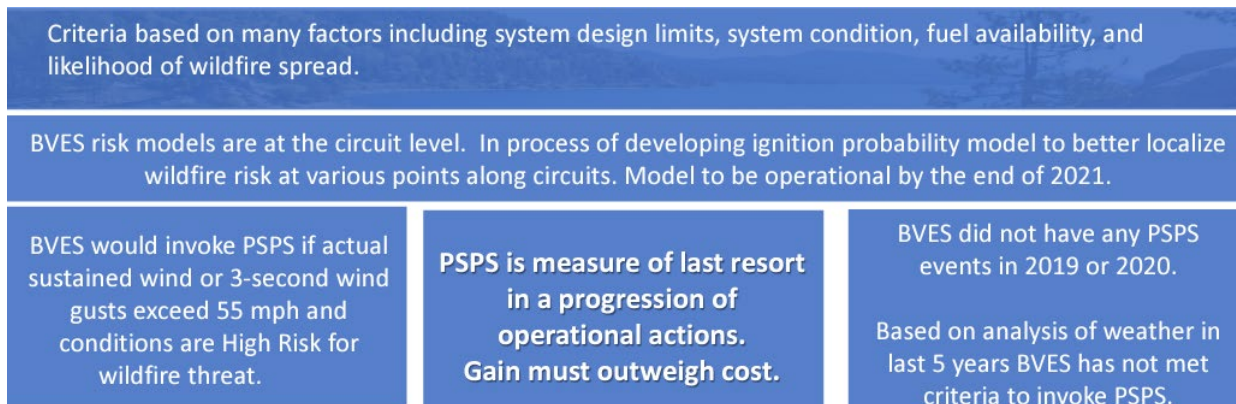 Criteria based on many factors including system design limits, system condition, fuel availability, and
likelihood of wildfire spread.
BVES risk models are at the circuit level.  In process of developing ignition probability model to better localize
wildfire risk at various points along circuits. Model to be operational by the end of 2021.
BVES would invoke PSPS if actual
sustained wind or 3-second wind
gusts exceed 55 mph and
conditions are High Risk for
wildfire threat.
PSPS is measure of last resort
in a progression of
operational actions.
Gain must outweigh cost.
BVES did not have any PSPS
events in 2019 or 2020.
Based on analysis of weather in
last 5 years BVES has not met
criteria to invoke PSPS.